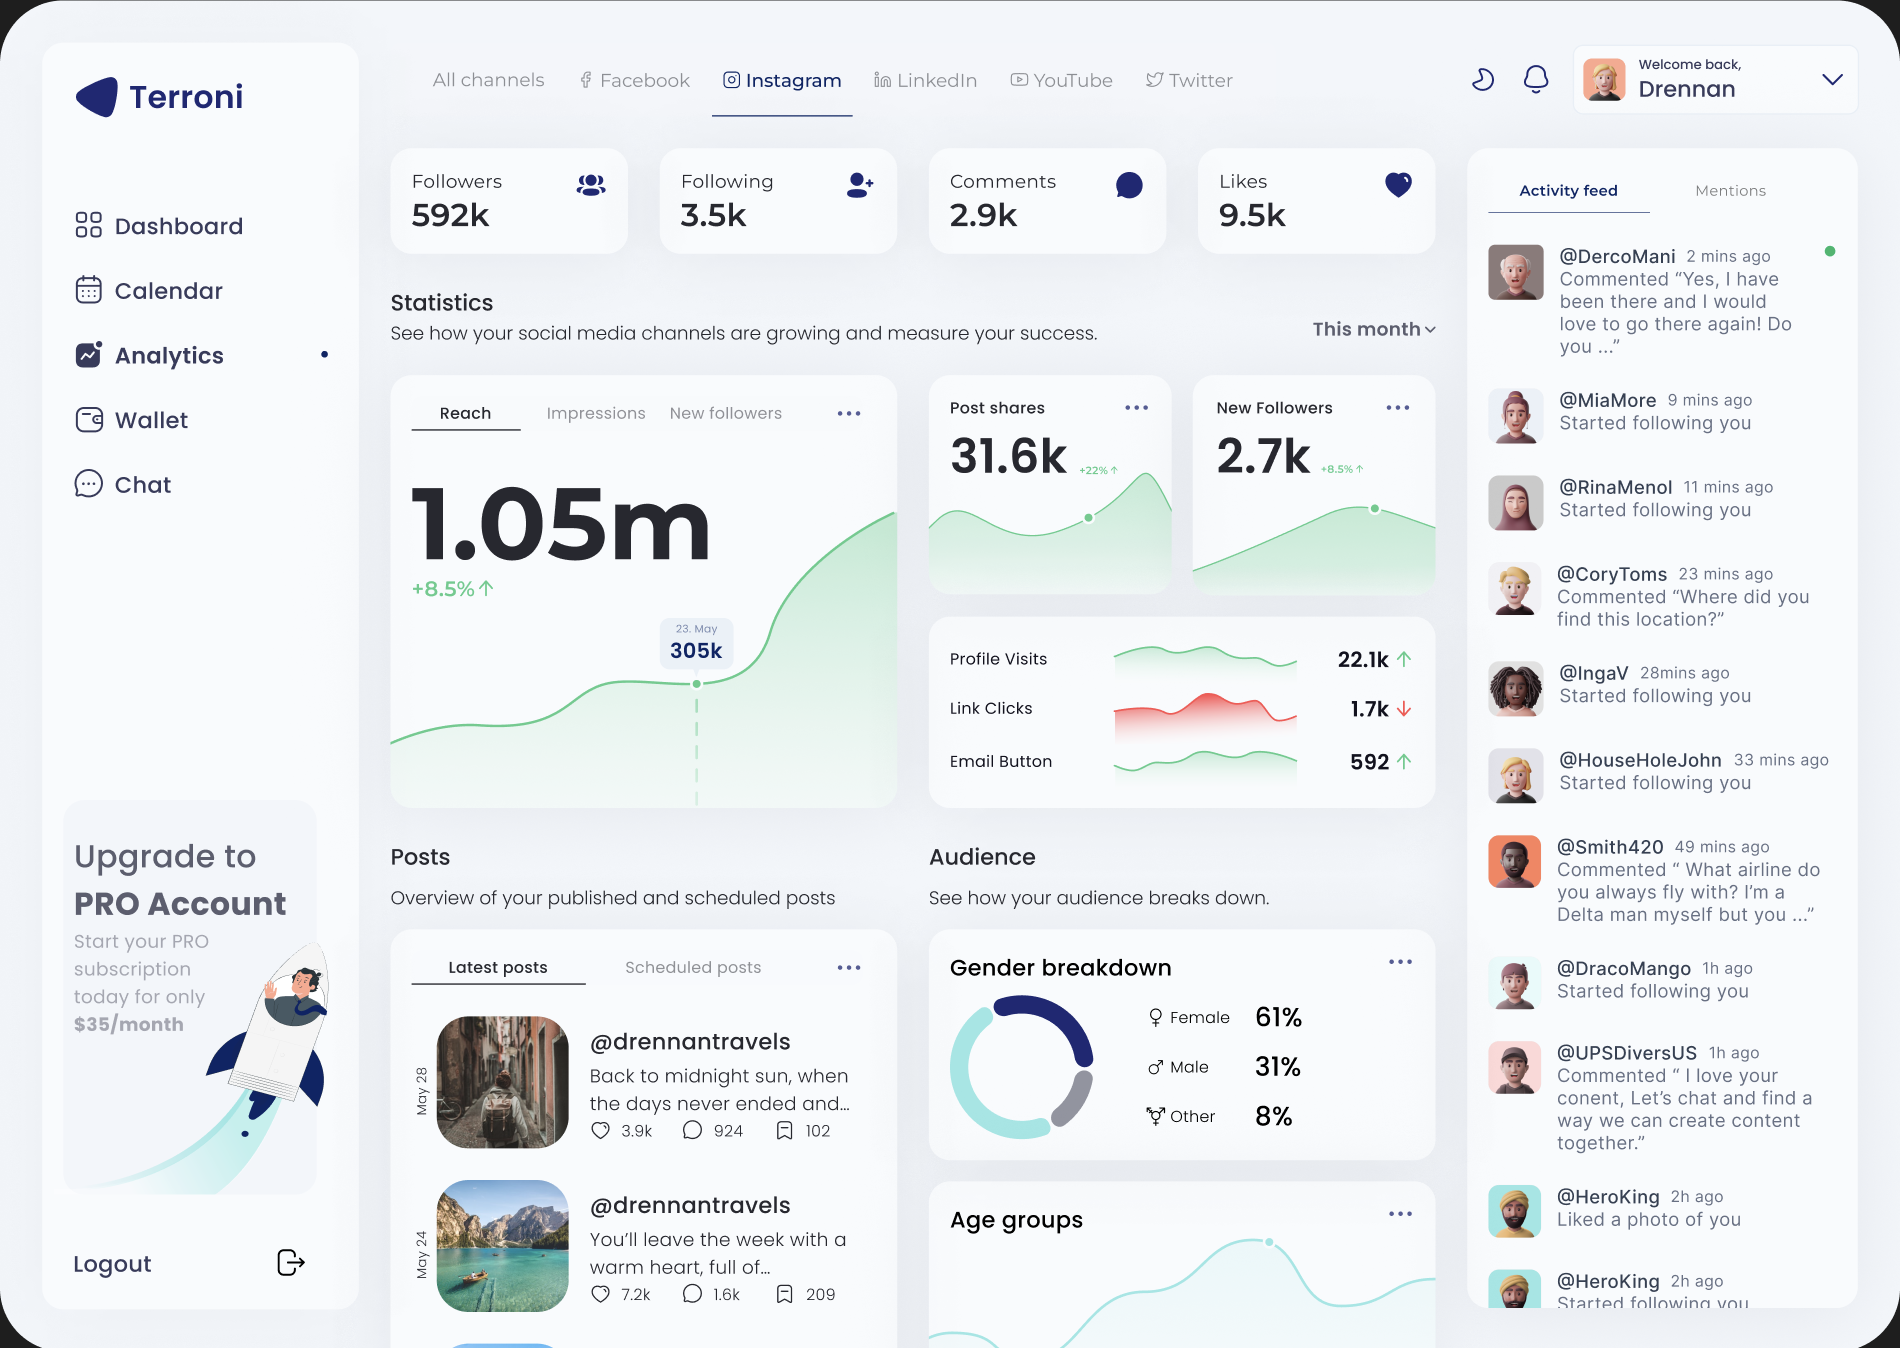 Terroni
Dashboard
Calendar
Analytics
Wallet
Chat
Upgrade to
PRO Account
Start your PRO
subscription
today for only
$35/month
Logout
All channels
Facebook
Instagram
LinkedIn
YouTube
Twitter
Welcome back,
Drennan
Followers
592k
Following
3.5k
Comments
2.9k
Likes
9.5k
Statistics
See how your social media channels are growing and measure your success.
This month
Reach
Impressions
New followers
1.05m
+8.5%↑
23. May
305k
Post shares
31.6k
+22%↑
New Followers
2.7k
+8.5%↑
Profile Visits
22.1k ↑
Link Clicks
1.7k ↓
Email Button
592 ↑
Posts
Overview of your published and scheduled posts
Latest posts
Scheduled posts
May 28
@drennantravels
Back to midnight sun, when
the days never ended and...
3.9k
924
102
May 24
@drennantravels
You’ll leave the week with a
warm heart, full of...
7.2k
1.6k
209
Audience
See how your audience breaks down.
Gender breakdown
Female 61%
Male 31%
Other 8%
Age groups
Activity feed
Mentions
@DercoMani 2 mins ago
Commented “Yes, I have
been there and I would
love to go there again! Do
you ...”
@MiaMore 9 mins ago
Started following you
@RinaMenol 11 mins ago
Started following you
@CoryToms 23 mins ago
Commented “Where did you
find this location?”
@IngaV 28mins ago
Started following you
@HouseHoleJohn 33 mins ago
Started following you
@Smith420 49 mins ago
Commented “ What airline do
you always fly with? I’m a
Delta man myself but you ...”
@DracoMango 1h ago
Started following you
@UPSDiversUS 1h ago
Commented “ I love your
conent, Let’s chat and find a
way we can create content
together.”
@HeroKing 2h ago
Liked a photo of you
@HeroKing 2h ago
Started following you